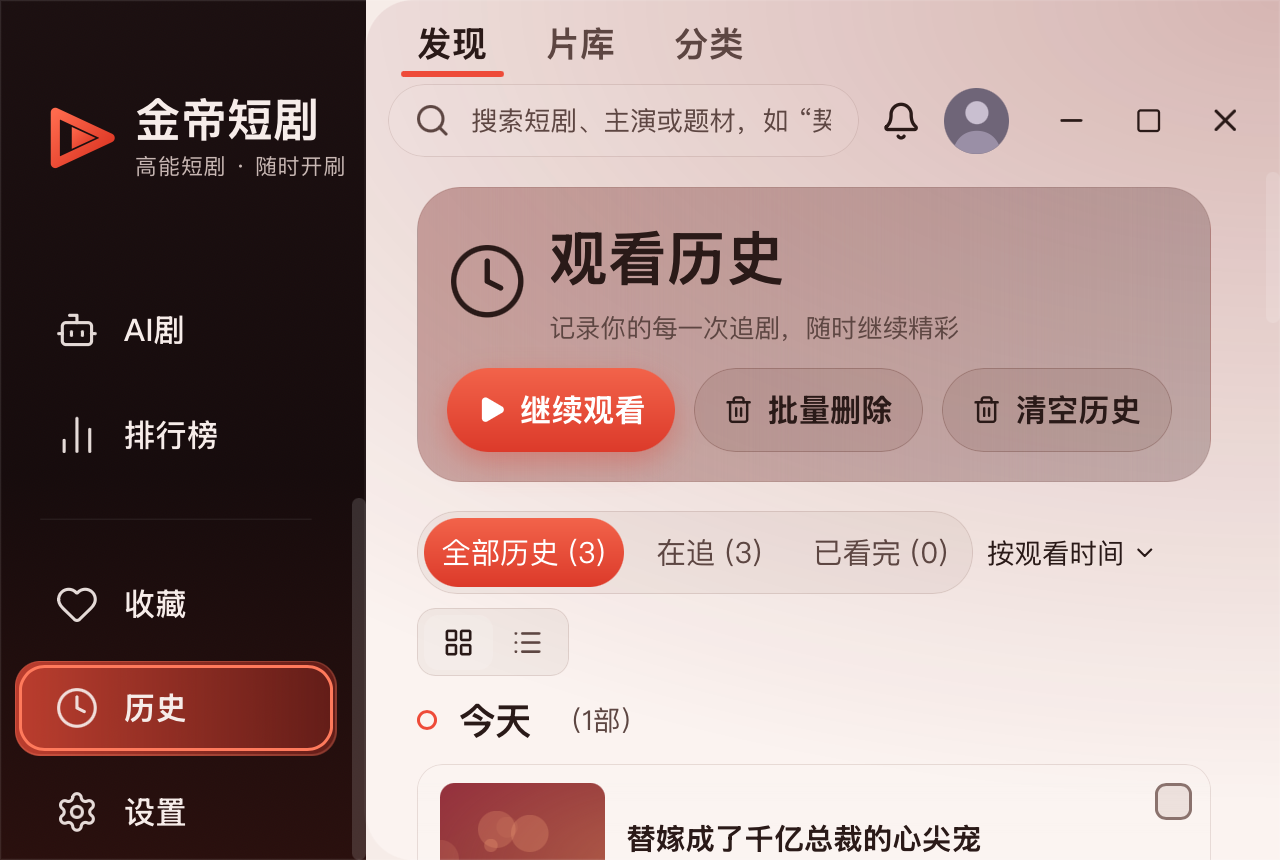 金帝短剧
高能短剧 · 随时开刷
AI剧
排行榜
收藏
历史
设置
发现 片库 分类
搜索短剧、主演或题材，如 “契
观看历史
记录你的每一次追剧，随时继续精彩
继续观看 批量删除 清空历史
全部历史 (3) 在追 (3) 已看完 (0) 按观看时间
今天 (1部)
替嫁成了千亿总裁的心尖宠